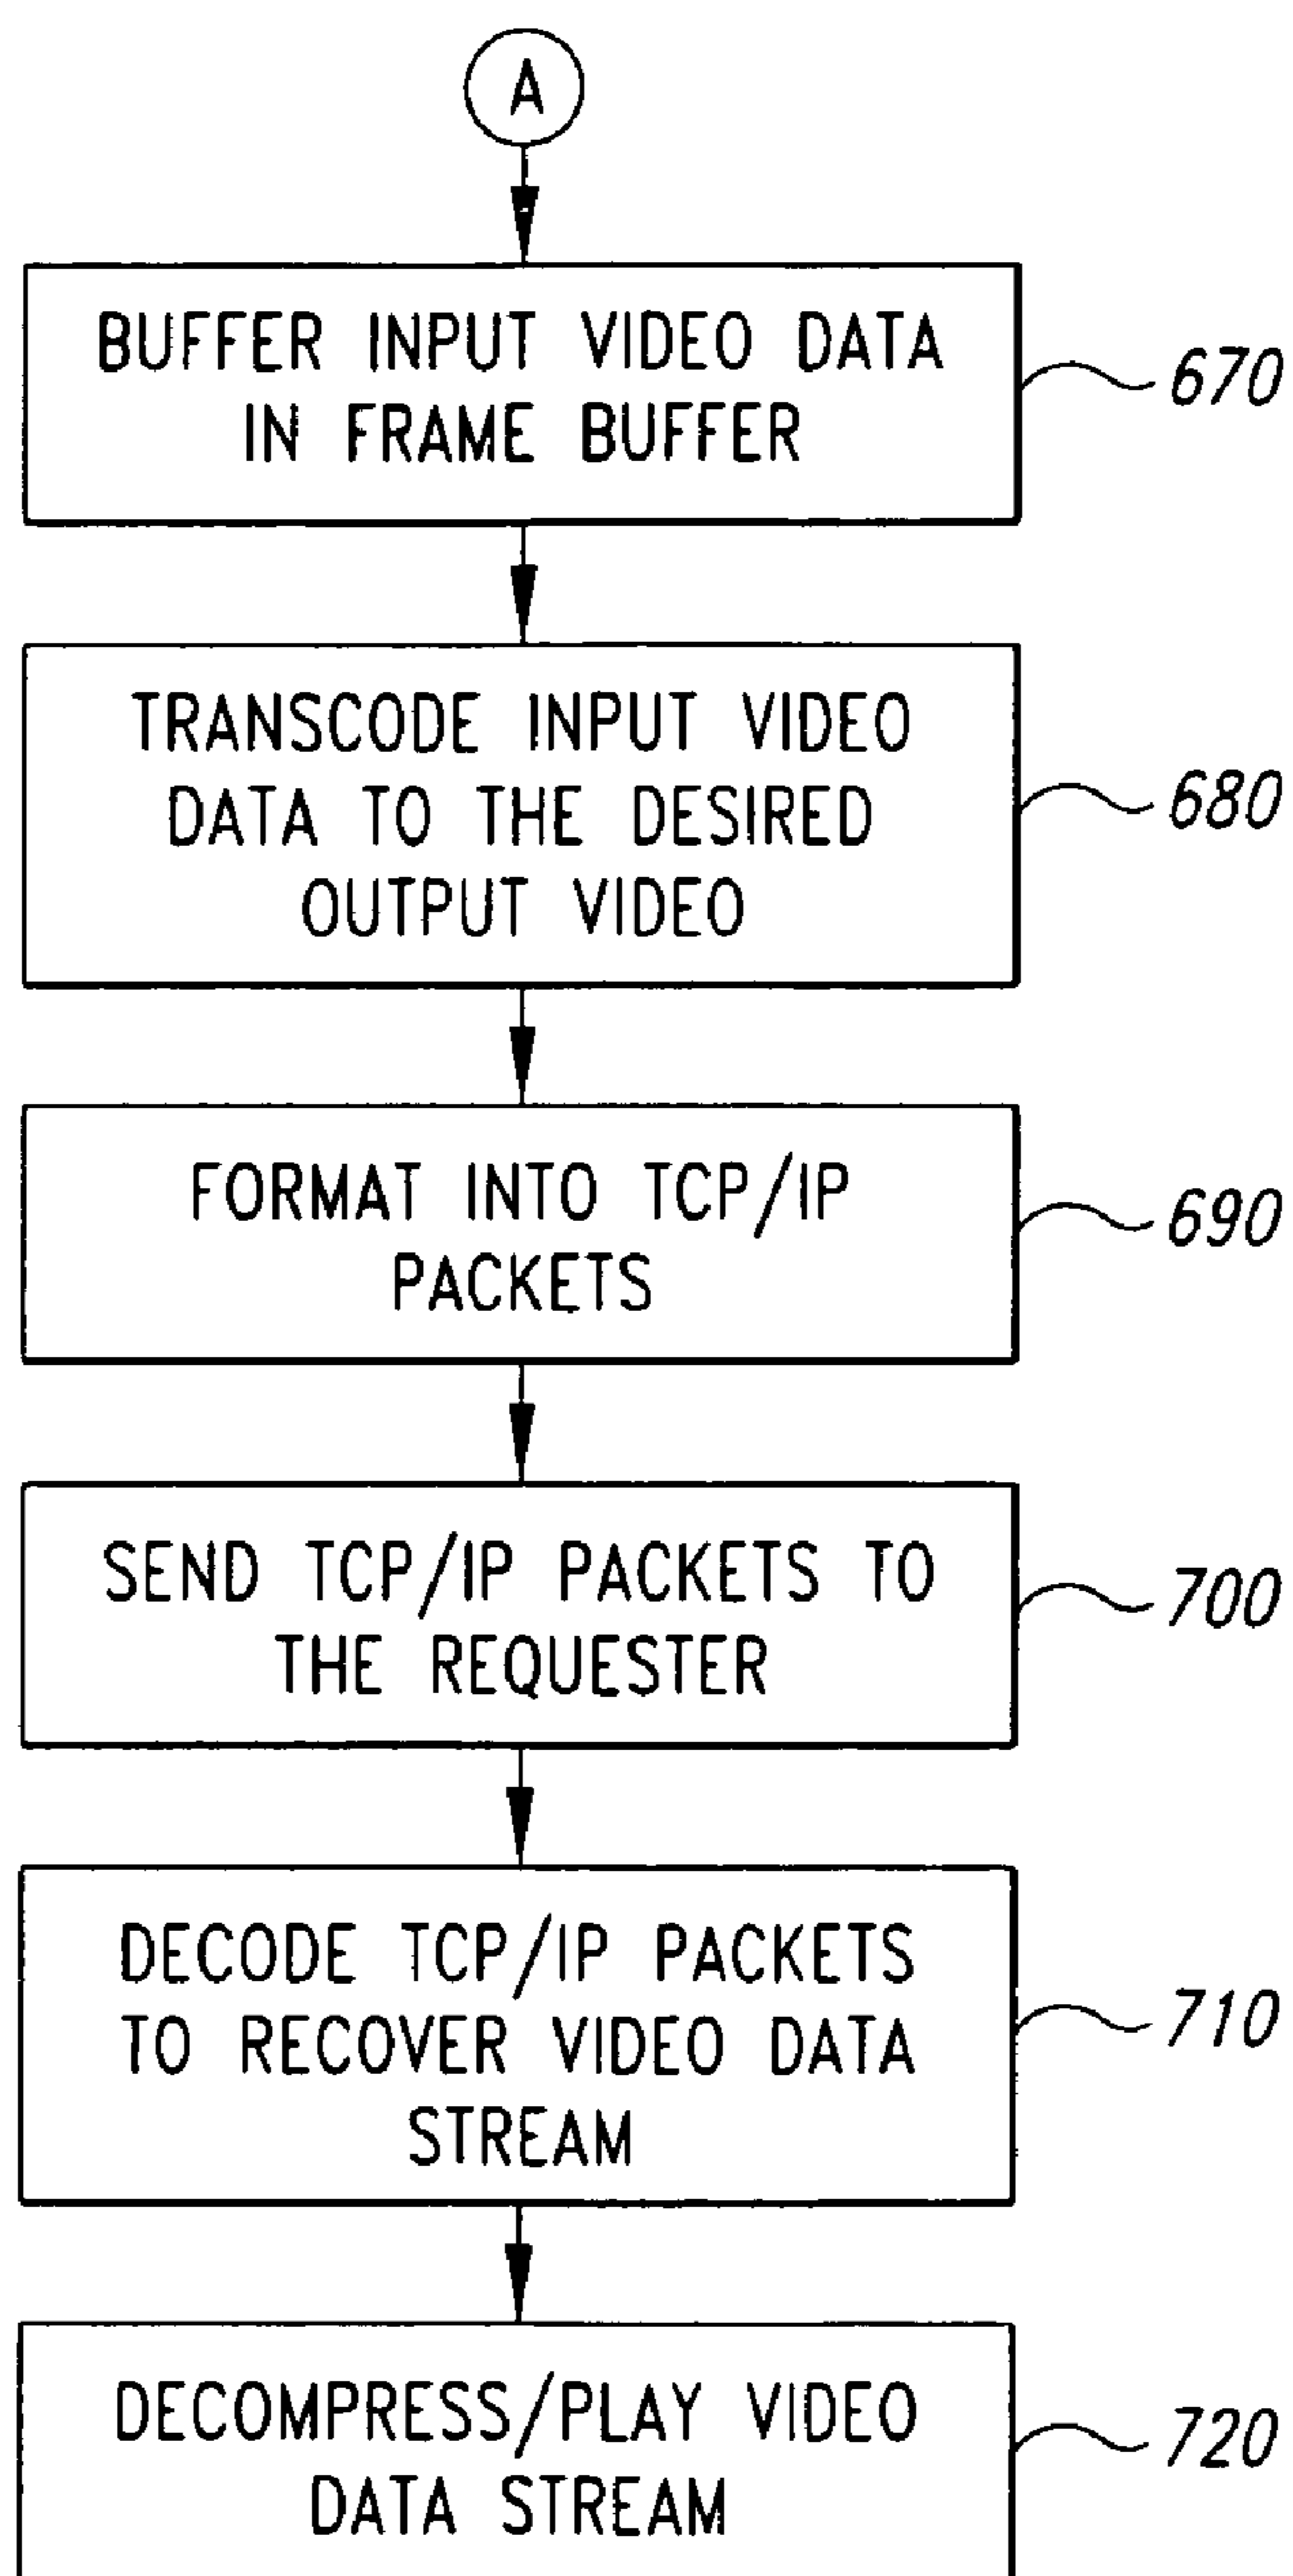 A
BUFFER INPUT VIDEO DATA
IN FRAME BUFFER
670
TRANSCODE INPUT VIDEO
DATA TO THE DESIRED
OUTPUT VIDEO
680
FORMAT INTO TCP/IP
PACKETS
690
SEND TCP/IP PACKETS TO
THE REQUESTER
700
DECODE TCP/IP PACKETS
TO RECOVER VIDEO DATA
STREAM
710
DECOMPRESS/PLAY VIDEO
DATA STREAM
720